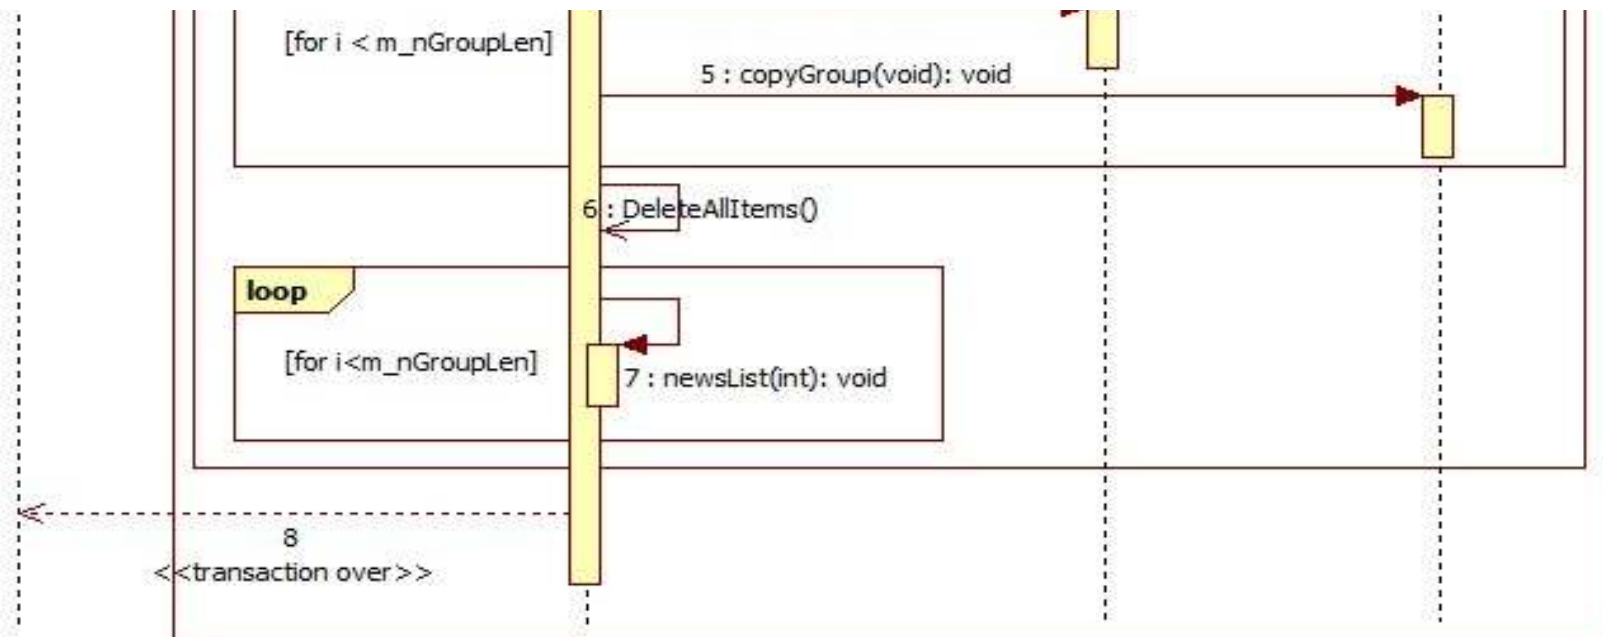 [for i < m_nGroupLen]
5 : copyGroup(void): void
6 : DeleteAllItems()
loop
[for i<m_nGroupLen]
7 : newsList(int): void
8
<<transaction over>>